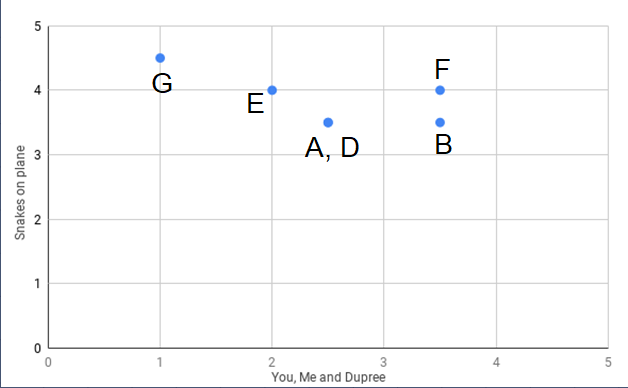 5
4
3
2
1
0
Snakes on plane
G
E
A, D
F
B
0 1 2 3 4 5
You, Me and Dupree